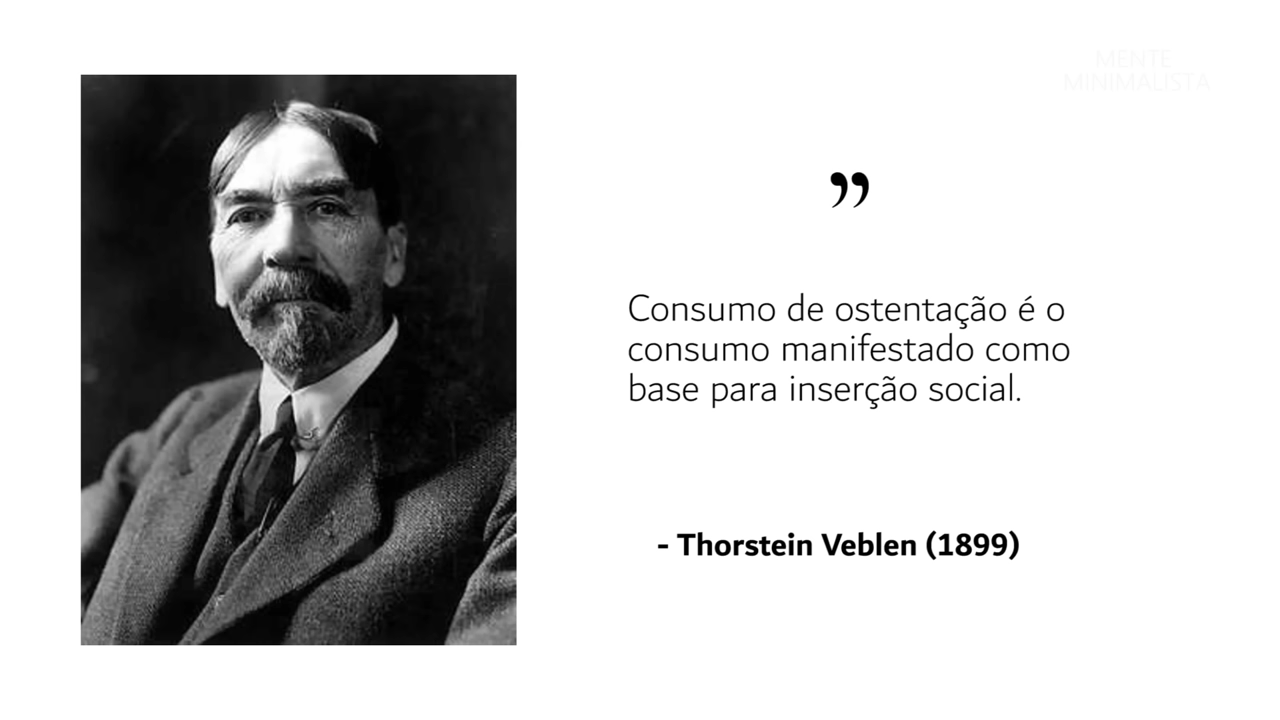 MENTE
MINIMALISTA
”
Consumo de ostentação é o
consumo manifestado como
base para inserção social.
- Thorstein Veblen (1899)